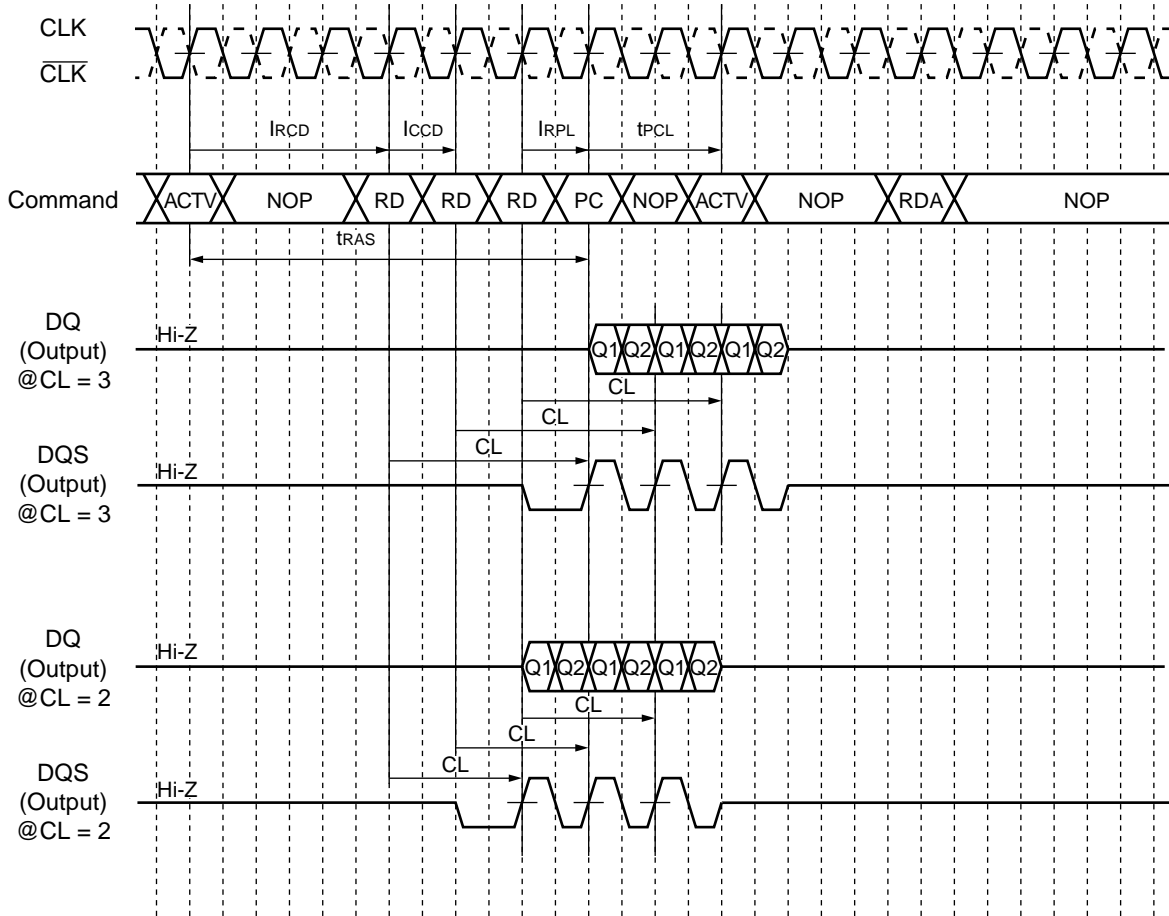 CLK
CLK
lRCD lCCD lRPL tPCL
Command ACTV NOP RD RD RD PC NOP ACTV NOP RDA NOP
tRAS
DQ
(Output)
@CL = 3
Hi-Z
Q1 Q2 Q1 Q2 Q1 Q2
CL
CL
CL
DQS
(Output)
@CL = 3
Hi-Z
DQ
(Output)
@CL = 2
Hi-Z
Q1 Q2 Q1 Q2 Q1 Q2
CL
CL
CL
DQS
(Output)
@CL = 2
Hi-Z